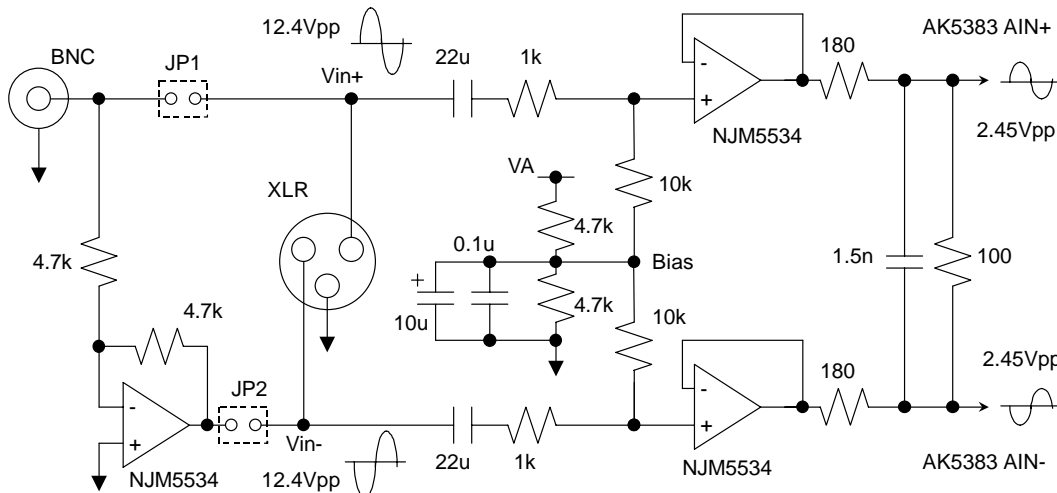 12.4Vpp
BNC
JP1
Vin+
22u
1k
-
+
NJM5534
180
AK5383 AIN+
2.45Vpp
XLR
VA
10k
4.7k
4.7k
0.1u
Bias
+
10u
4.7k
10k
1.5n
100
4.7k
-
+
NJM5534
JP2
Vin-
12.4Vpp
22u
1k
-
+
NJM5534
180
2.45Vpp
AK5383 AIN-